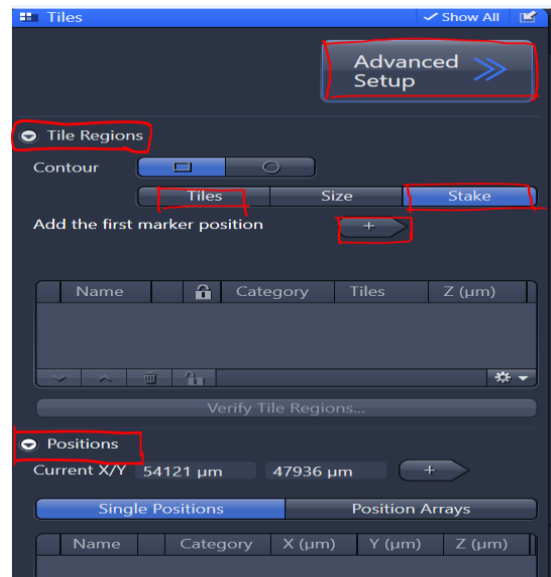 Tiles Show All
Advanced
Setup
Tile Regions
Contour
Tiles Size Stake
Add the first marker position +
Name Category Tiles Z (µm)
Verify Tile Regions...
Positions
Current X/Y 54121 µm 47936 µm +
Single Positions Position Arrays
Name Category X (µm) Y (µm) Z (µm)